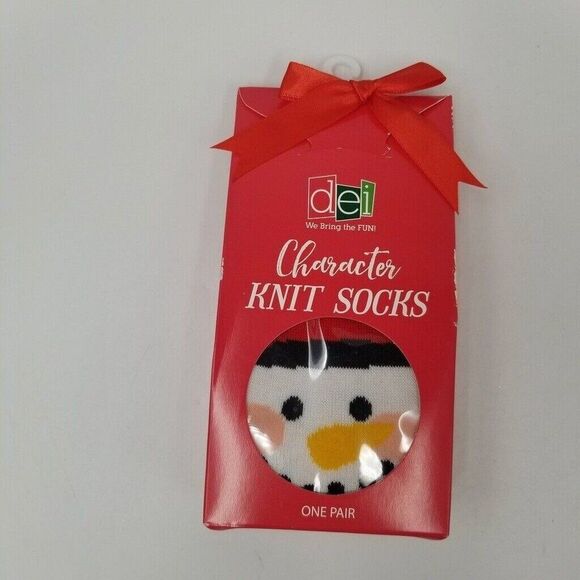 dei
We Bring the FUN!
Character
KNIT SOCKS
ONE PAIR